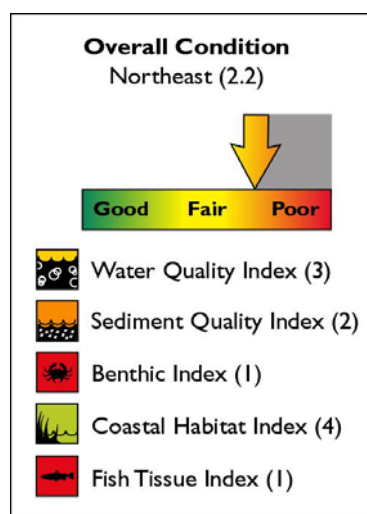 Overall Condition
Northeast (2.2)
Good Fair Poor
Water Quality Index (3)
Sediment Quality Index (2)
Benthic Index (1)
Coastal Habitat Index (4)
Fish Tissue Index (1)